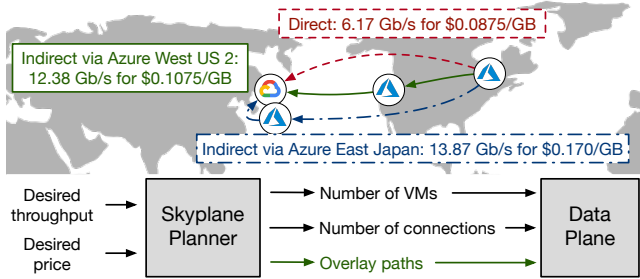 Direct: 6.17 Gb/s for $0.0875/GB
Indirect via Azure West US 2:
12.38 Gb/s for $0.1075/GB
Indirect via Azure East Japan: 13.87 Gb/s for $0.170/GB
Desired
throughput
Desired
price
Skyplane
Planner
Number of VMs
Number of connections
Overlay paths
Data
Plane